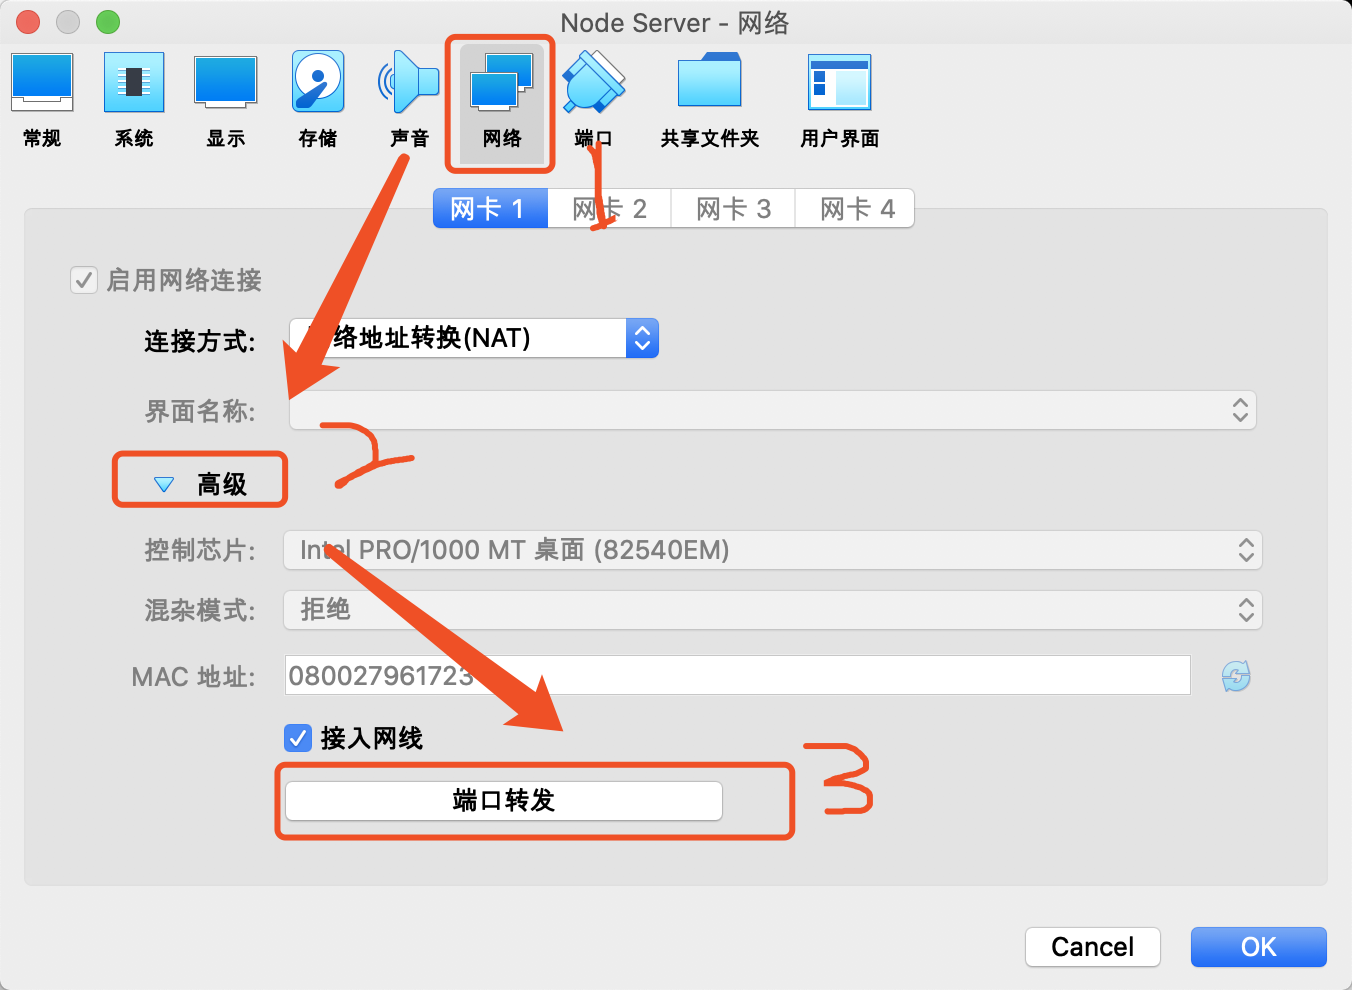 Node Server - 网络
常规 系统 显示 存储 声音 网络 端口 共享文件夹 用户界面
1
网卡 1 网卡 2 网卡 3 网卡 4
启用网络连接
连接方式: 络地址转换(NAT)
界面名称:
2
高级
控制芯片: Intel PRO/1000 MT 桌面 (82540EM)
混杂模式: 拒绝
MAC 地址: 080027961723
接入网线
3
端口转发
Cancel OK